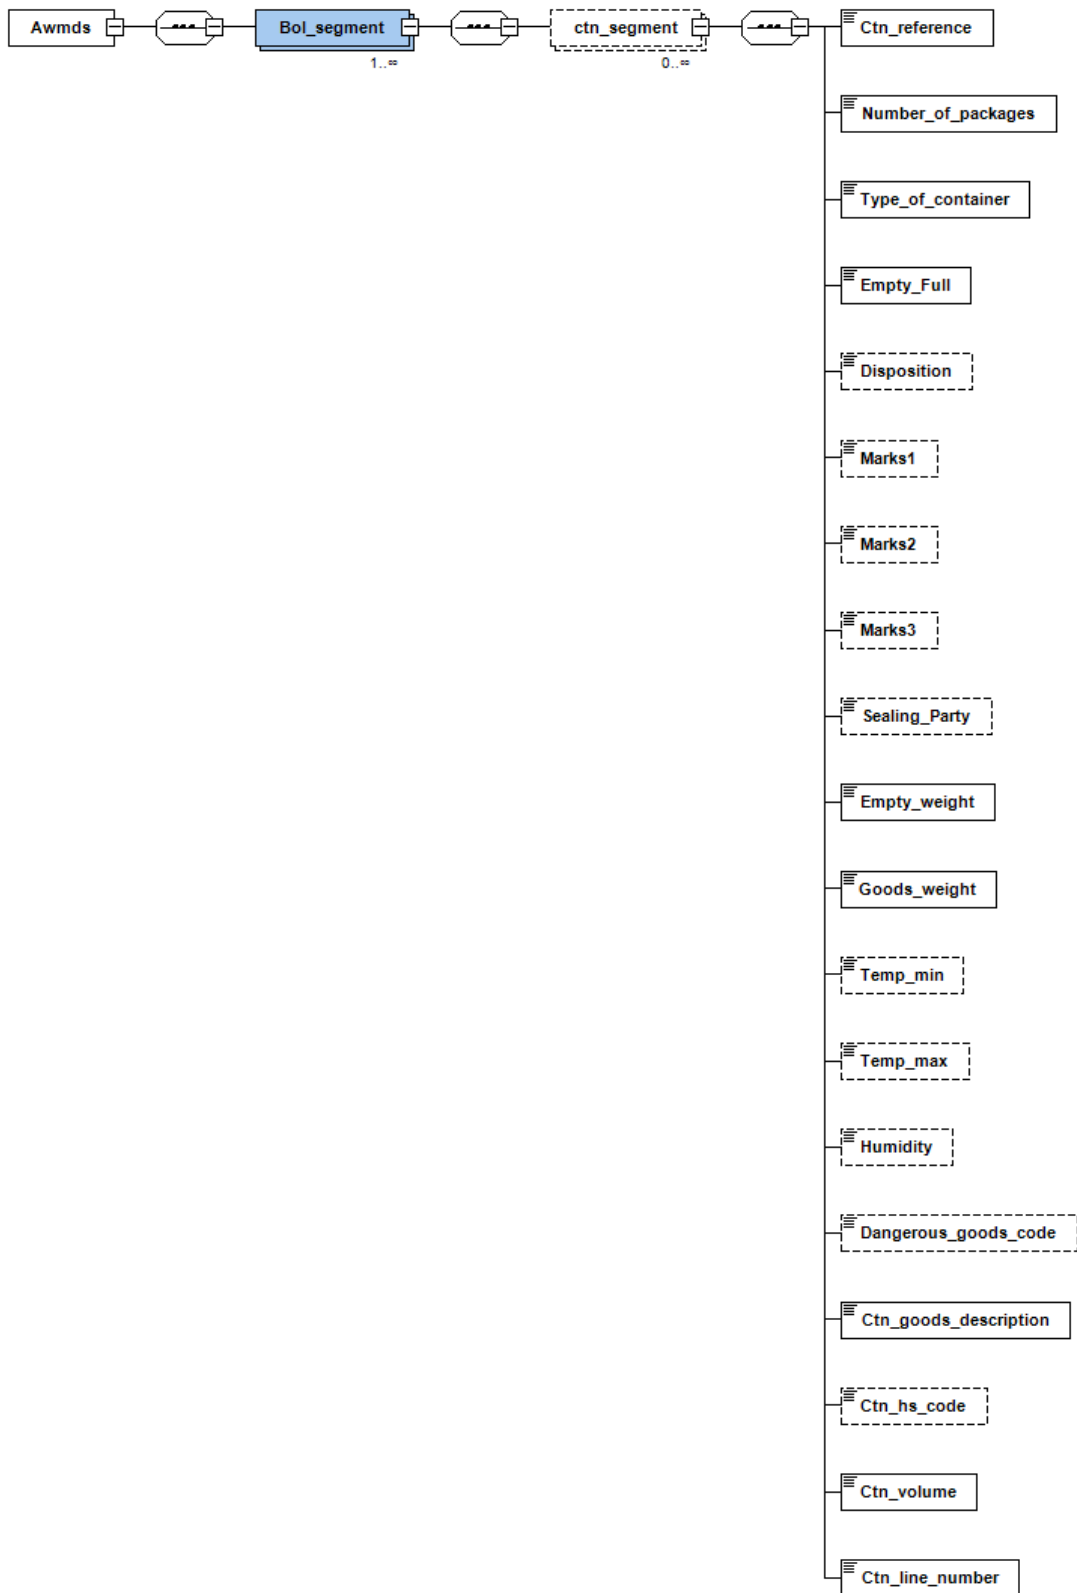 Awmds
Bol_segment
ctn_segment
Ctn_reference
1..∞
0..∞
Number_of_packages
Type_of_container
Empty_Full
Disposition
Marks1
Marks2
Marks3
Sealing_Party
Empty_weight
Goods_weight
Temp_min
Temp_max
Humidity
Dangerous_goods_code
Ctn_goods_description
Ctn_hs_code
Ctn_volume
Ctn_line_number